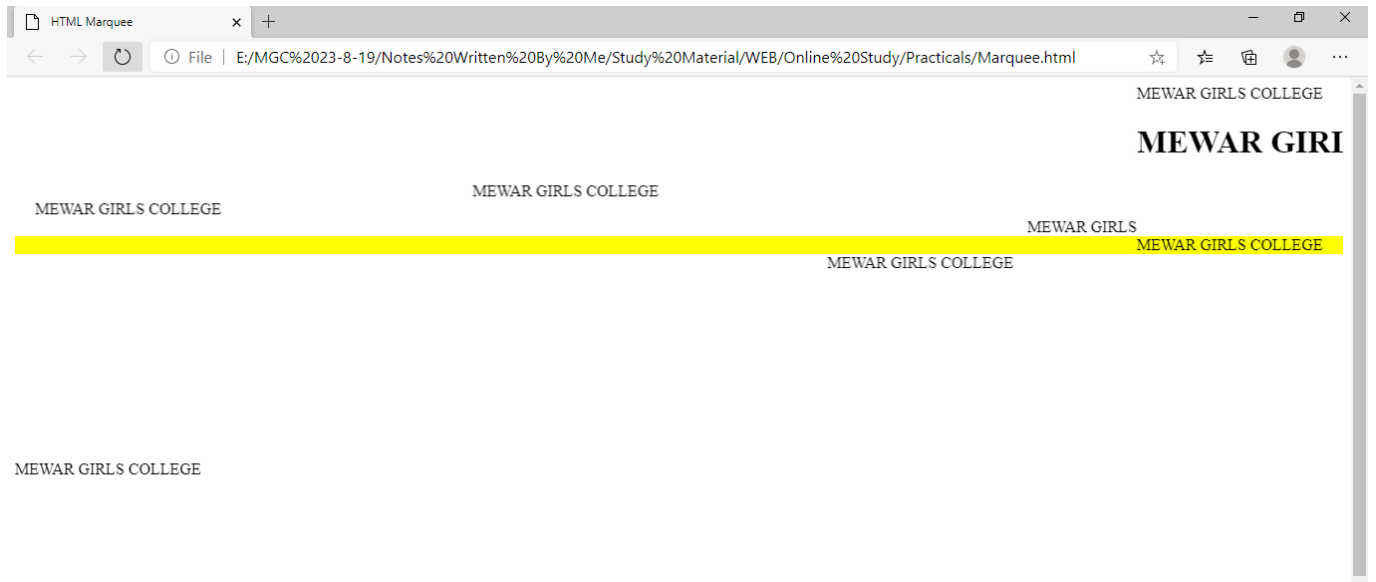 HTML Marquee
File E:/MGC%2023-8-19/Notes%20Written%20By%20Me/Study%20Material/WEB/Online%20Study/Practicals/Marquee.html
MEWAR GIRLS COLLEGE
MEWAR GIRI
MEWAR GIRLS COLLEGE
MEWAR GIRLS COLLEGE
MEWAR GIRLS
MEWAR GIRLS COLLEGE
MEWAR GIRLS COLLEGE
MEWAR GIRLS COLLEGE